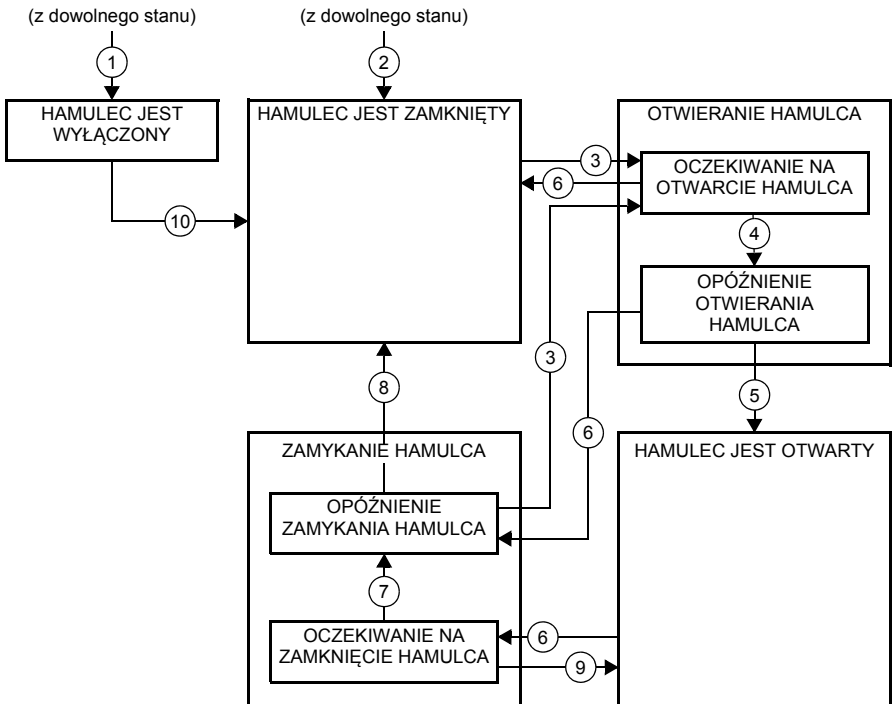 (z dowolnego stanu)
(z dowolnego stanu)
1
2
HAMULEC JEST
WYŁĄCZONY
HAMULEC JEST ZAMKNIĘTY
OTWIERANIE HAMULCA
3
OCZEKIWANIE NA
OTWARCIE HAMULCA
6
10
4
OPÓŹNIENIE
OTWIERANIA
HAMULCA
3
8
5
6
ZAMYKANIE HAMULCA
HAMULEC JEST OTWARTY
OPÓŹNIENIE
ZAMYKANIA HAMULCA
7
OCZEKIWANIE NA
ZAMKNIĘCIE HAMULCA
6
9